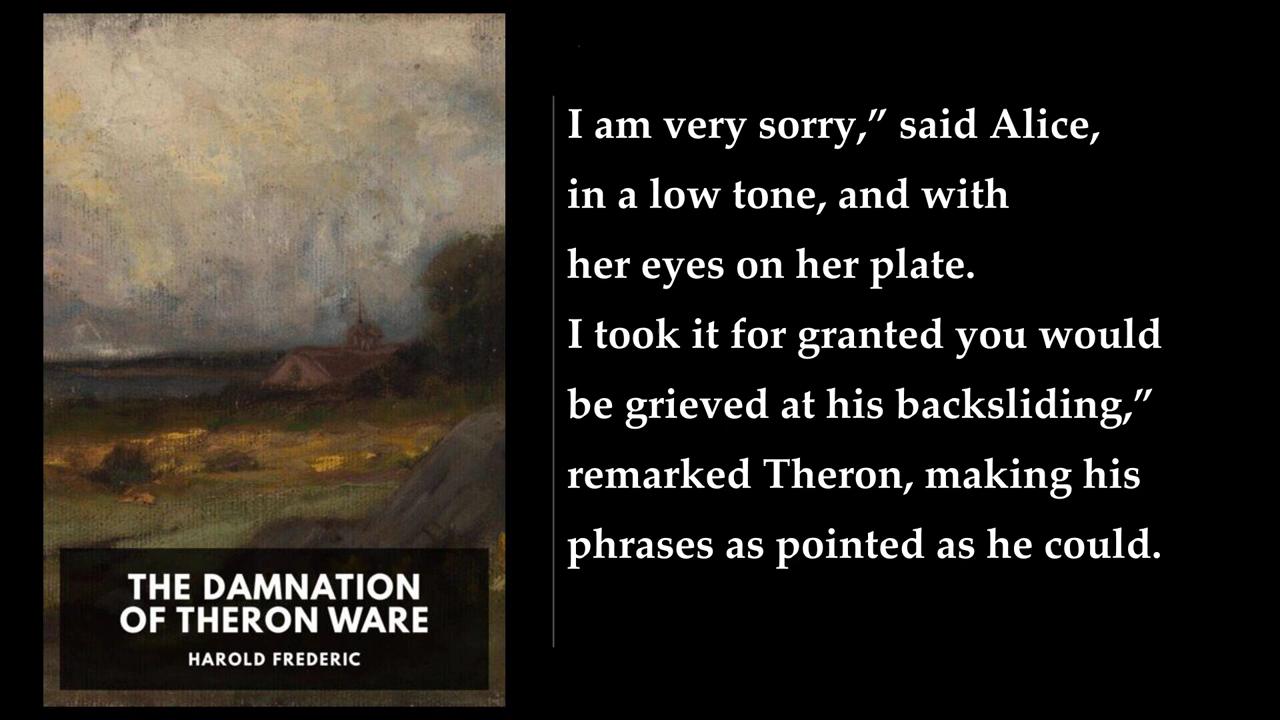 THE DAMNATION
OF THERON WARE
HAROLD FREDERIC
I am very sorry,” said Alice,
in a low tone, and with
her eyes on her plate.
I took it for granted you would
be grieved at his backsliding,”
remarked Theron, making his
phrases as pointed as he could.